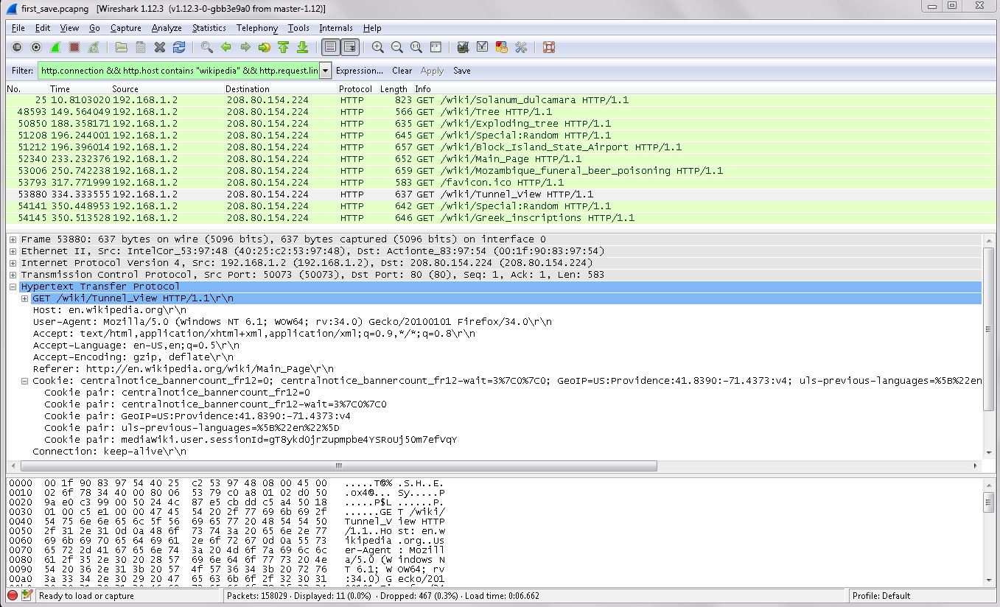 first_save.pcapng [Wireshark 1.12.3 (v1.12.3-0-gbb3e9a0 from master-1.12)]
File Edit View Go Capture Analyze Statistics Telephony Tools Internals Help
Filter: http.connection && http.host contains "wikipedia" && http.request.lin Expression... Clear Apply Save
No. Time Source Destination Protocol Length Info
25 10.8103020 192.168.1.2 208.80.154.224 HTTP 823 GET /wiki/Solanum_dulcamara HTTP/1.1
48593 149.564049 192.168.1.2 208.80.154.224 HTTP 566 GET /wiki/Tree HTTP/1.1
50850 188.358171 192.168.1.2 208.80.154.224 HTTP 635 GET /wiki/Exploding_tree HTTP/1.1
51208 196.244001 192.168.1.2 208.80.154.224 HTTP 645 GET /wiki/Special:Random HTTP/1.1
51212 196.396014 192.168.1.2 208.80.154.224 HTTP 657 GET /wiki/Block_Island_State_Airport HTTP/1.1
52340 233.232376 192.168.1.2 208.80.154.224 HTTP 652 GET /wiki/Main_Page HTTP/1.1
53006 250.742238 192.168.1.2 208.80.154.224 HTTP 659 GET /wiki/Mozambique_funeral_beer_poisoning HTTP/1.1
53793 317.771999 192.168.1.2 208.80.154.224 HTTP 583 GET /favicon.ico HTTP/1.1
53880 334.333555 192.168.1.2 208.80.154.224 HTTP 637 GET /wiki/Tunnel_View HTTP/1.1
54141 350.448953 192.168.1.2 208.80.154.224 HTTP 642 GET /wiki/Special:Random HTTP/1.1
54145 350.513528 192.168.1.2 208.80.154.224 HTTP 646 GET /wiki/Greek_inscriptions HTTP/1.1
Frame 53880: 637 bytes on wire (5096 bits), 637 bytes captured (5096 bits) on interface 0
Ethernet II, Src: IntelCor_53:97:48 (40:25:c2:53:97:48), Dst: Actionte_83:97:54 (00:1f:90:83:97:54)
Internet Protocol Version 4, Src: 192.168.1.2 (192.168.1.2), Dst: 208.80.154.224 (208.80.154.224)
Transmission Control Protocol, Src Port: 50073 (50073), Dst Port: 80 (80), Seq: 1, Ack: 1, Len: 583
Hypertext Transfer Protocol
GET /wiki/Tunnel_View HTTP/1.1\r\n
Host: en.wikipedia.org\r\n
User-Agent: Mozilla/5.0 (Windows NT 6.1; WOW64; rv:34.0) Gecko/20100101 Firefox/34.0\r\n
Accept: text/html,application/xhtml+xml,application/xml;q=0.9,*/*;q=0.8\r\n
Accept-Language: en-US,en;q=0.5\r\n
Accept-Encoding: gzip, deflate\r\n
Referer: http://en.wikipedia.org/wiki/Main_Page\r\n
Cookie: centralnotice_bannercount_fr12=0; centralnotice_bannercount_fr12-wait=3%7C0%7C0; GeoIP=US:Providence:41.8390:-71.4373:v4; uls-previous-languages=%5B%22en
Cookie pair: centralnotice_bannercount_fr12=0
Cookie pair: centralnotice_bannercount_fr12-wait=3%7C0%7C0
Cookie pair: GeoIP=US:Providence:41.8390:-71.4373:v4
Cookie pair: uls-previous-languages=%5B%22en%22%5D
Cookie pair: mediaWiki.user.sessionId=gT8ykd0jrZupmpbe4YSRoUj50m7efVqY
Connection: keep-alive\r\n
0000 00 1f 90 83 97 54 40 25 c2 53 97 48 08 00 45 00 .....T@% .S.H..E.
0010 02 6f 78 34 40 00 80 06 53 79 c0 a8 01 02 d0 50 .ox4@... Sy.....P
0020 9a e0 c3 99 00 50 24 4c 87 e5 cb dd c5 a4 50 18 .....P$L ......P.
0030 01 00 c5 e1 00 00 47 45 54 20 2f 77 69 6b 69 2f ......GE T /wiki/
0040 54 75 6e 6e 65 6c 5f 56 69 65 77 20 48 54 54 50 Tunnel_V iew HTTP
0050 2f 31 2e 31 0d 0a 48 6f 73 74 3a 20 65 6e 2e 77 /1.1..Ho st: en.w
0060 69 6b 69 70 65 64 69 61 2e 6f 72 67 0d 0a 55 73 ikipedia .org..Us
0070 65 72 2d 41 67 65 6e 74 3a 20 4d 6f 7a 69 6c 6c er-Agent : Mozill
0080 61 2f 35 2e 30 20 28 57 69 6e 64 6f 77 73 20 4e a/5.0 (W indows N
0090 54 20 36 2e 31 3b 20 57 4f 57 36 34 3b 20 72 76 T 6.1; W OW64; rv
00a0 3a 33 34 2e 30 29 20 47 65 63 6b 6f 2f 32 30 31 :34.0) G ecko/201
Ready to load or capture Packets: 158029 · Displayed: 11 (0.0%) · Dropped: 467 (0.3%) · Load time: 0:06.662 Profile: Default